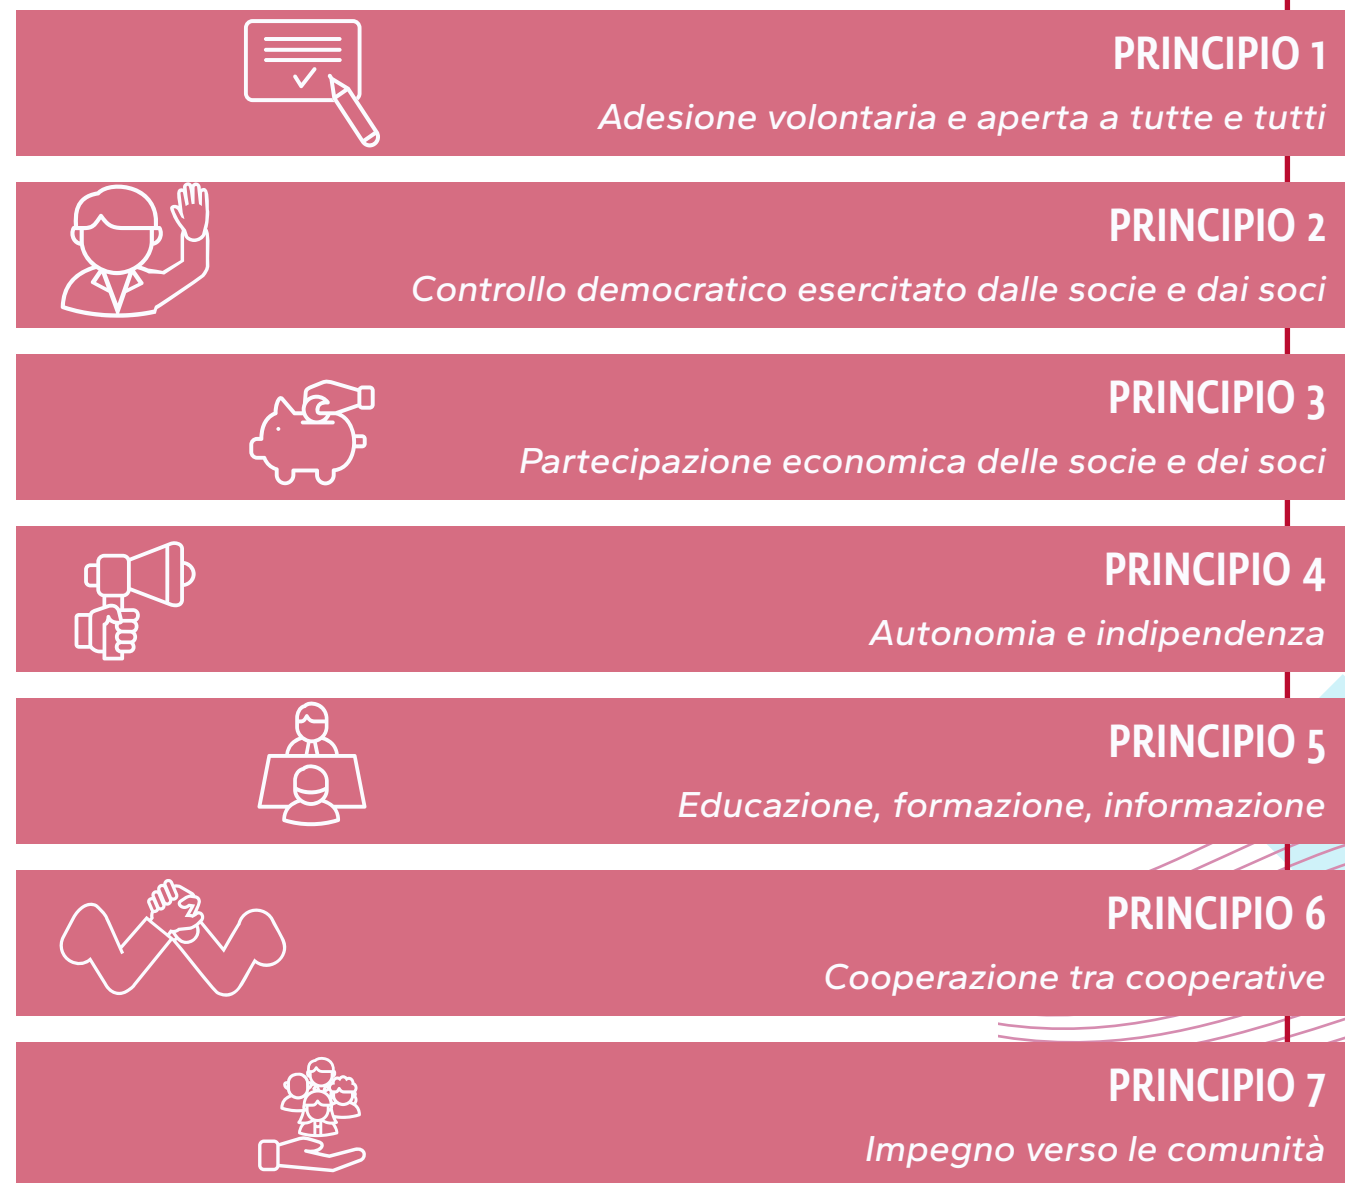 PRINCIPIO 1
Adesione volontaria e aperta a tutte e tutti
PRINCIPIO 2
Controllo democratico esercitato dalle socie e dai soci
PRINCIPIO 3
Partecipazione economica delle socie e dei soci
PRINCIPIO 4
Autonomia e indipendenza
PRINCIPIO 5
Educazione, formazione, informazione
PRINCIPIO 6
Cooperazione tra cooperative
PRINCIPIO 7
Impegno verso le comunità